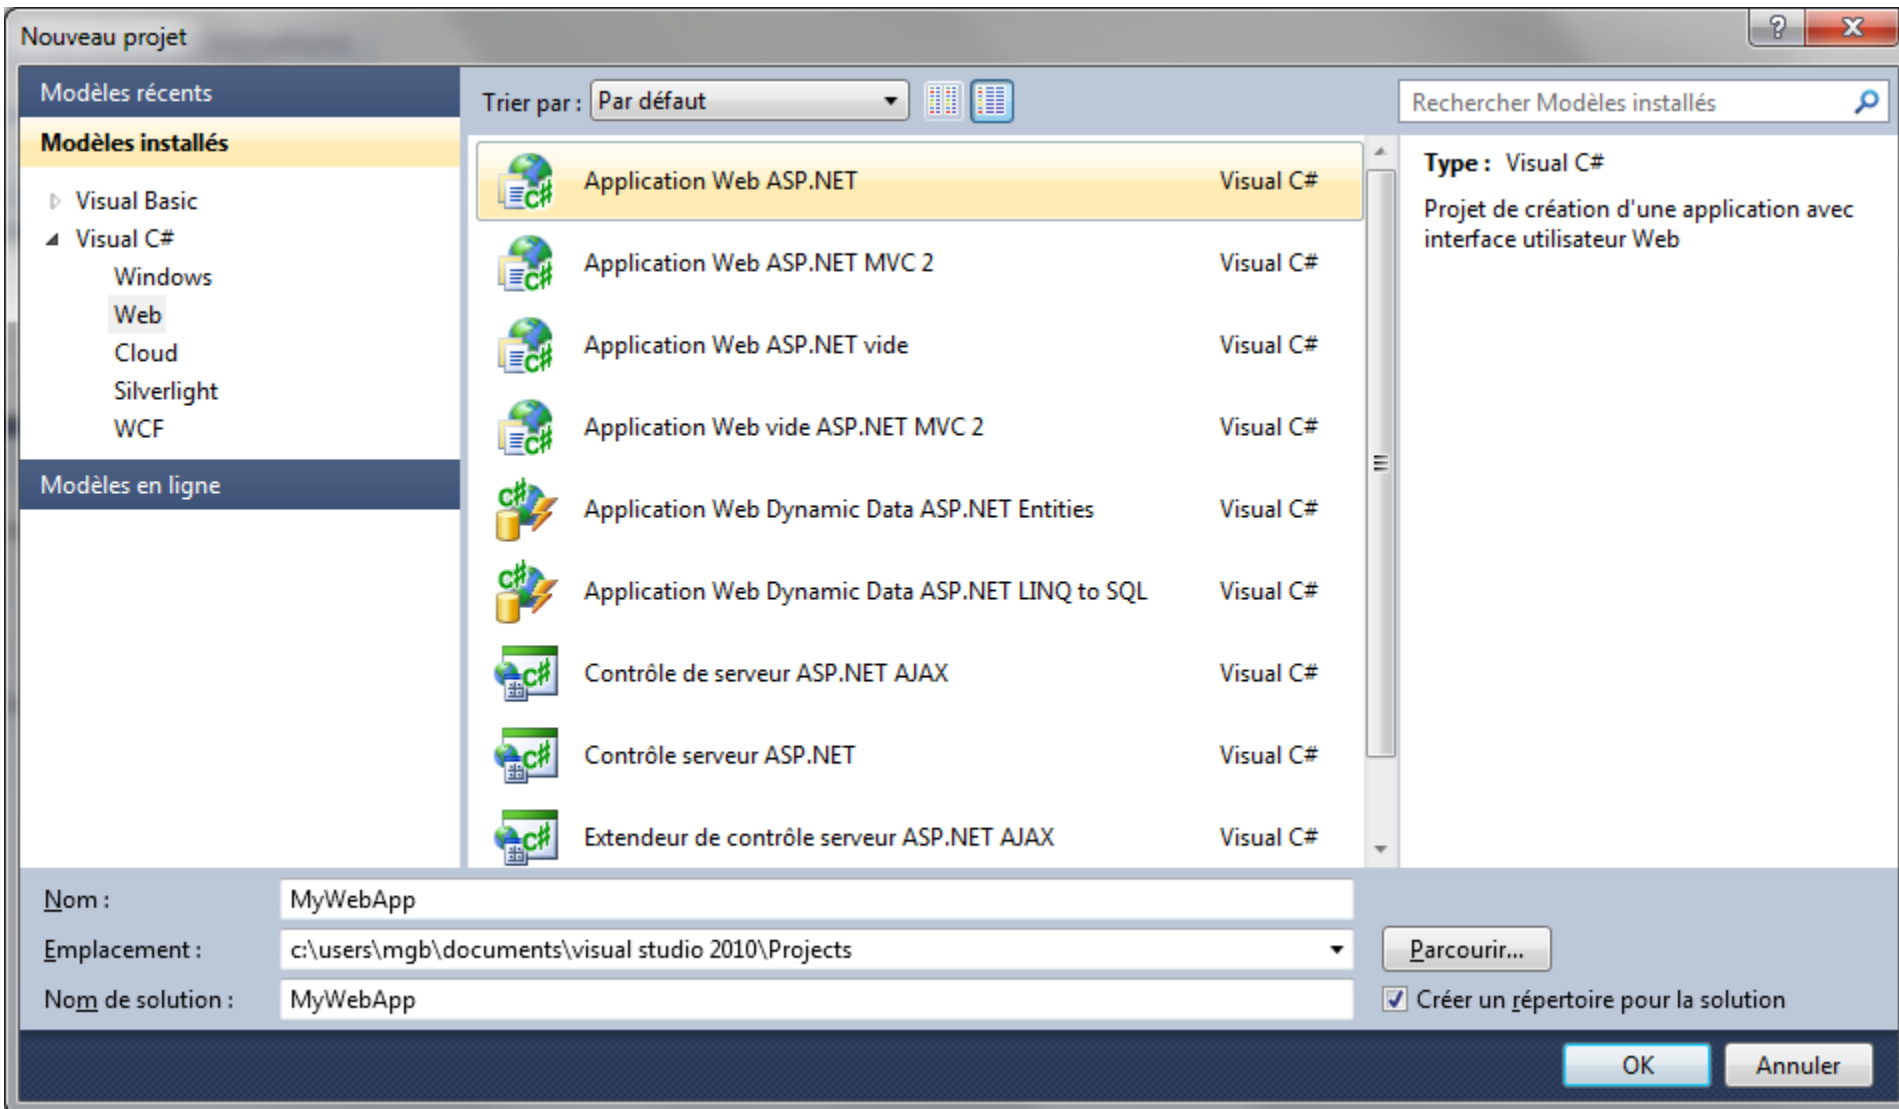 Nouveau projet
Modèles récents
Modèles installés
Visual Basic
Visual C#
Windows
Web
Cloud
Silverlight
WCF
Modèles en ligne
Trier par : Par défaut
Application Web ASP.NET Visual C#
Application Web ASP.NET MVC 2 Visual C#
Application Web ASP.NET vide Visual C#
Application Web vide ASP.NET MVC 2 Visual C#
Application Web Dynamic Data ASP.NET Entities Visual C#
Application Web Dynamic Data ASP.NET LINQ to SQL Visual C#
Contrôle de serveur ASP.NET AJAX Visual C#
Contrôle serveur ASP.NET Visual C#
Extendeur de contrôle serveur ASP.NET AJAX Visual C#
Rechercher Modèles installés
Type : Visual C#
Projet de création d'une application avec
interface utilisateur Web
Nom : MyWebApp
Emplacement : c:\users\mgb\documents\visual studio 2010\Projects
Parcourir...
Nom de solution : MyWebApp
Créer un répertoire pour la solution
OK Annuler